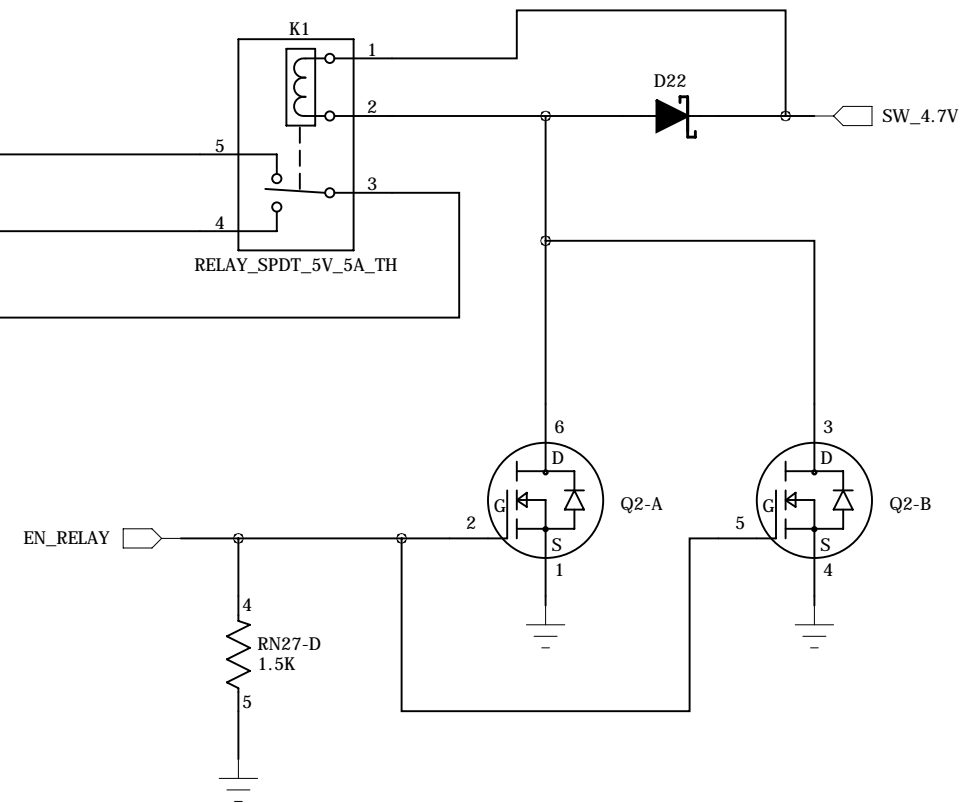 K1
1
D22
2
SW_4.7V
5
3
4
RELAY_SPDT_5V_5A_TH
6
3
D
D
G
Q2-A
G
Q2-B
2
5
EN_RELAY
S
S
1
4
4
RN27-D
1.5K
5